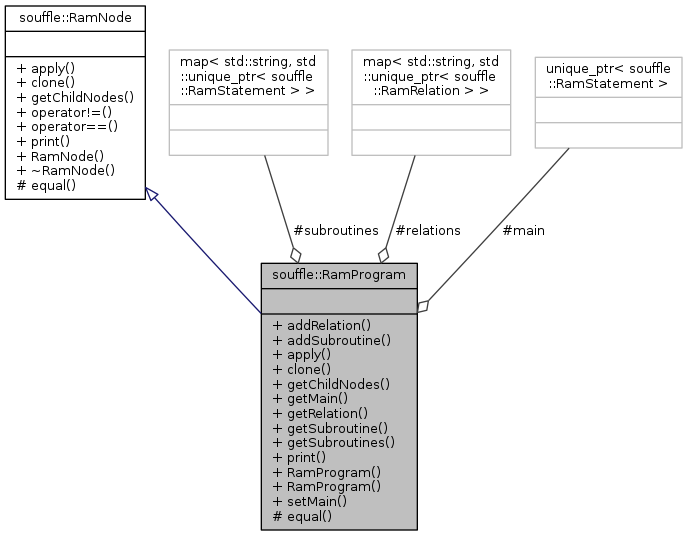 souffle::RamNode
+ apply()
+ clone()
+ getChildNodes()
+ operator!=()
+ operator==()
+ print()
+ RamNode()
+ ~RamNode()
# equal()
map< std::string, std
::unique_ptr< souffle
::RamStatement > >
map< std::string, std
::unique_ptr< souffle
::RamRelation > >
unique_ptr< souffle
::RamStatement >
#subroutines
#relations
#main
souffle::RamProgram
+ addRelation()
+ addSubroutine()
+ apply()
+ clone()
+ getChildNodes()
+ getMain()
+ getRelation()
+ getSubroutine()
+ getSubroutines()
+ print()
+ RamProgram()
+ RamProgram()
+ setMain()
# equal()